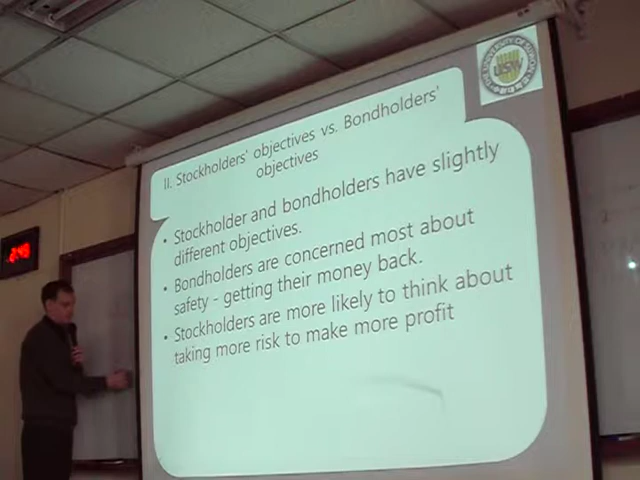 II. Stockholders' objectives vs. Bondholders'
objectives
• Stockholder and bondholders have slightly
different objectives.
• Bondholders are concerned most about
safety - getting their money back.
• Stockholders are more likely to think about
taking more risk to make more profit
USW